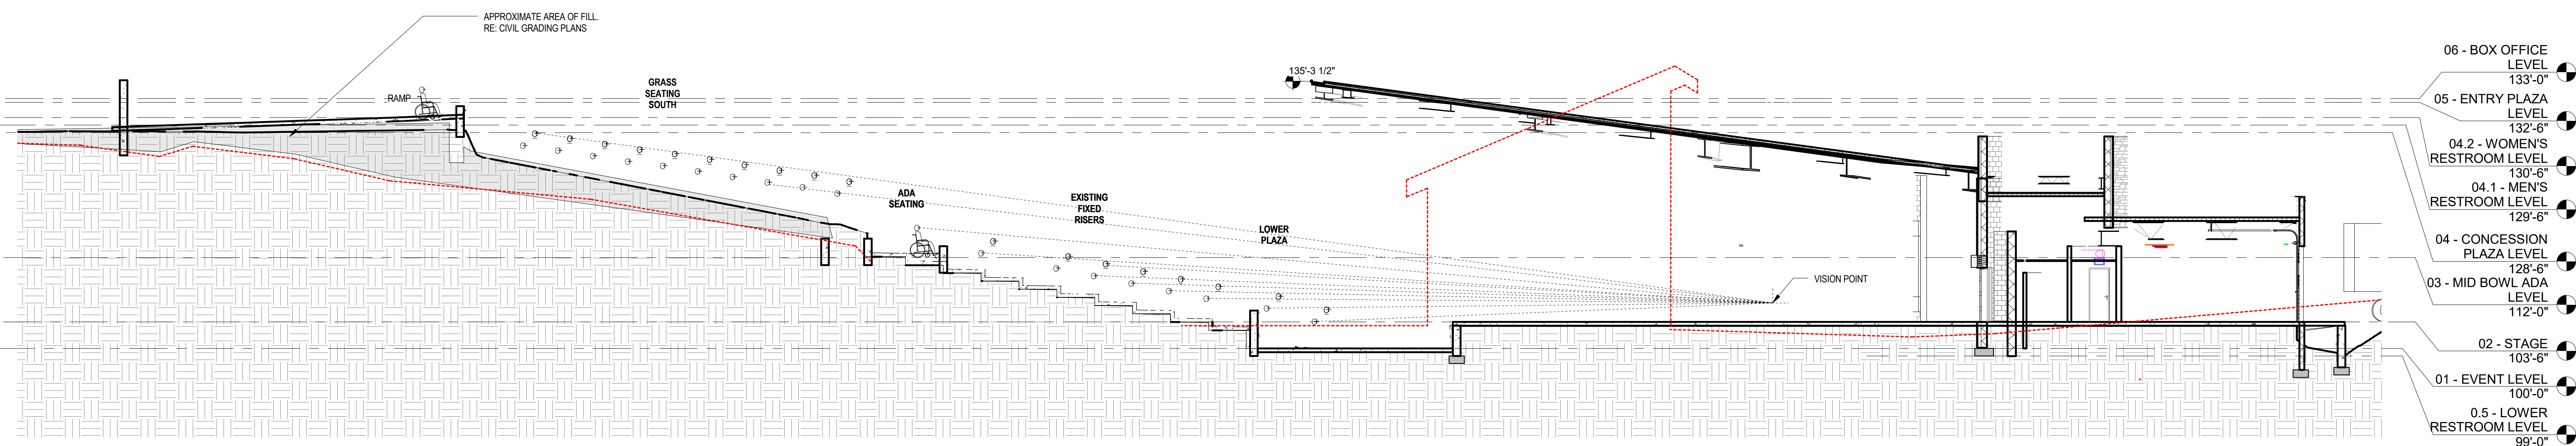 APPROXIMATE AREA OF FILL.
RE: CIVIL GRADING PLANS
RAMP
GRASS
SEATING
SOUTH
ADA
SEATING
EXISTING
FIXED
RISERS
LOWER
PLAZA
135'-3 1/2"
VISION POINT
06 - BOX OFFICE
LEVEL
133'-0"
05 - ENTRY PLAZA
LEVEL
132'-6"
04.2 - WOMEN'S
RESTROOM LEVEL
130'-6"
04.1 - MEN'S
RESTROOM LEVEL
129'-6"
04 - CONCESSION
PLAZA LEVEL
128'-6"
03 - MID BOWL ADA
LEVEL
112'-0"
02 - STAGE
103'-6"
01 - EVENT LEVEL
100'-0"
0.5 - LOWER
RESTROOM LEVEL
99'-0"